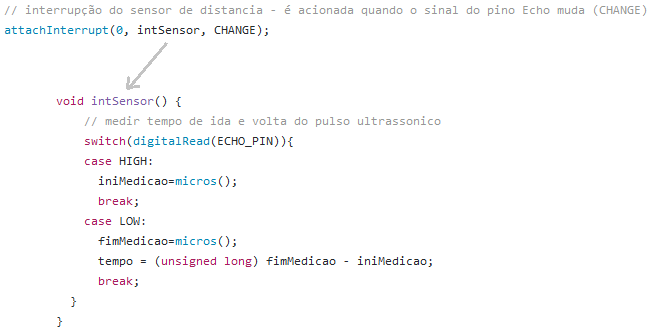 // interrupção do sensor de distancia - é acionada quando o sinal do pino Echo muda (CHANGE)
attachInterrupt(0, intSensor, CHANGE);
void intSensor() {
// medir tempo de ida e volta do pulso ultrassonico
switch(digitalRead(ECHO_PIN)){
case HIGH:
iniMedicao=micros();
break;
case LOW:
fimMedicao=micros();
tempo = (unsigned long) fimMedicao - iniMedicao;
break;
}
}